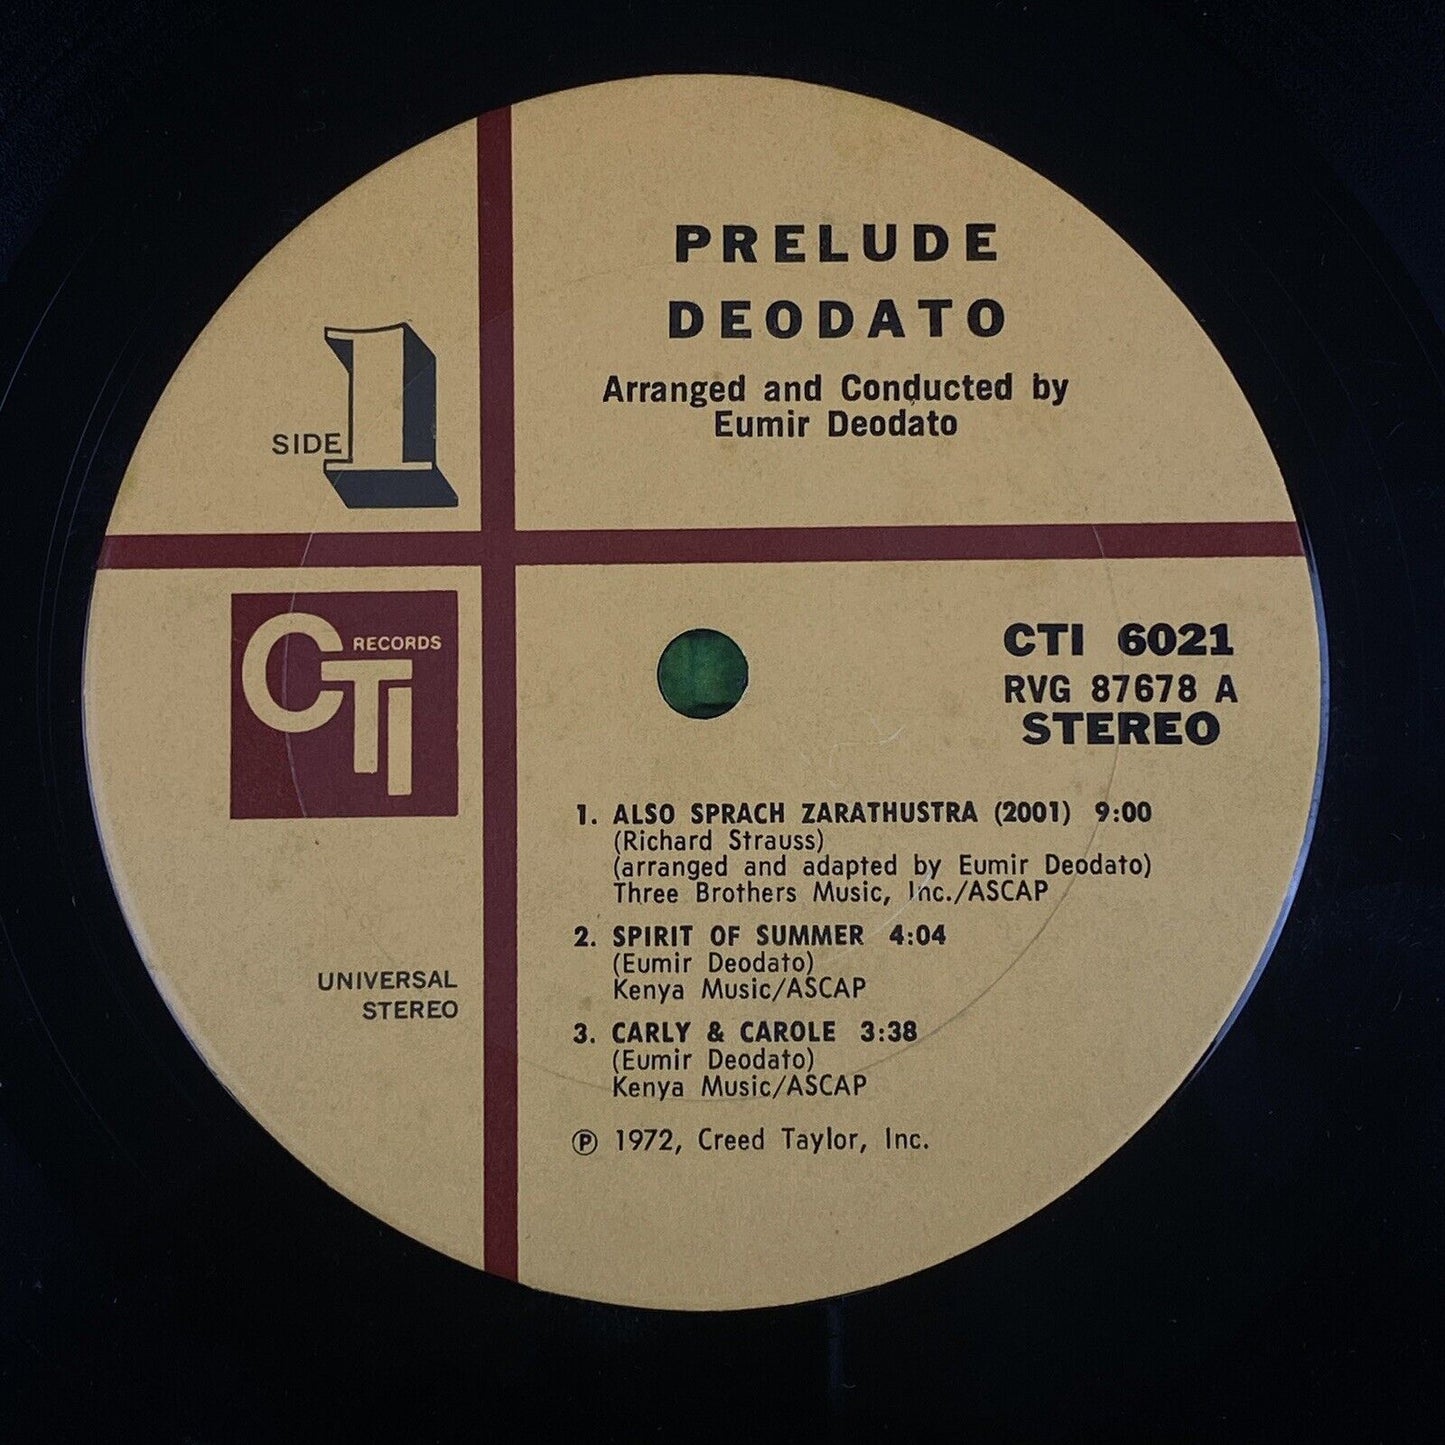 PRELUDE
DEODATO
Arranged and Conducted by
Eumir Deodato
SIDE 1
CTI RECORDS
CTI 6021
RVG 87678 A
STEREO
1. ALSO SPRACH ZARATHUSTRA (2001) 9:00
(Richard Strauss)
(arranged and adapted by Eumir Deodato)
Three Brothers Music, Inc./ASCAP
2. SPIRIT OF SUMMER 4:04
(Eumir Deodato)
Kenya Music/ASCAP
3. CARLY & CAROLE 3:38
(Eumir Deodato)
Kenya Music/ASCAP
℗ 1972, Creed Taylor, Inc.
UNIVERSAL
STEREO